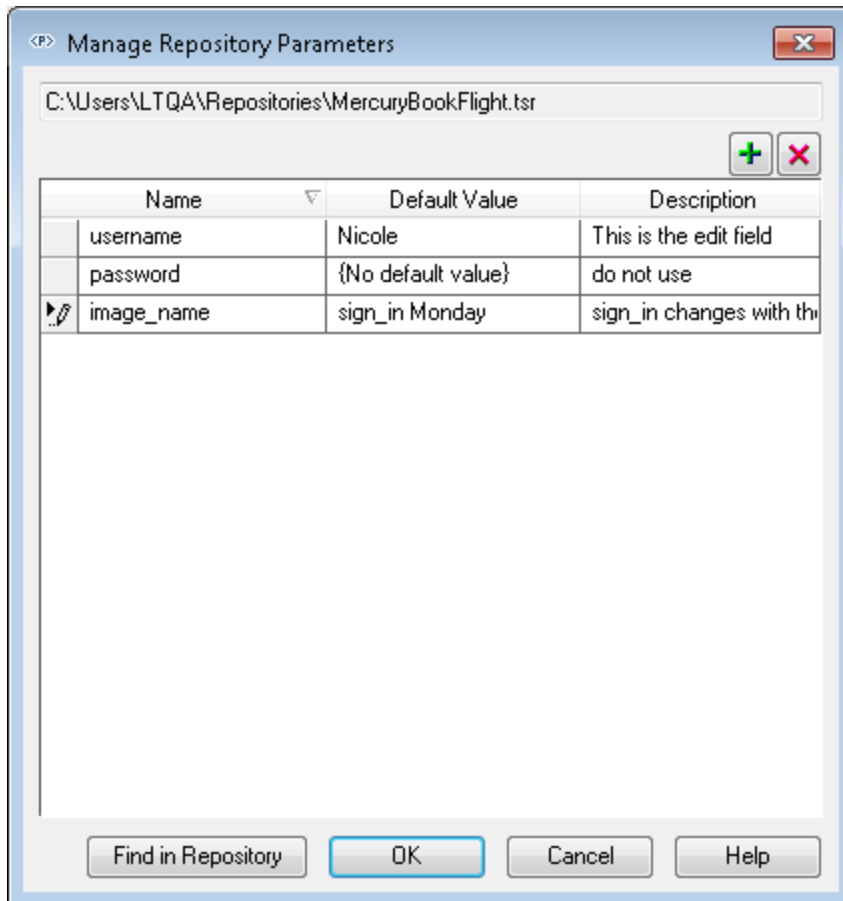 <P> Manage Repository Parameters
C:\Users\LTQA\Repositories\MercuryBookFlight.tsr
Name Default Value Description
username Nicole This is the edit field
password {No default value} do not use
image_name sign_in Monday sign_in changes with
Find in Repository OK Cancel Help